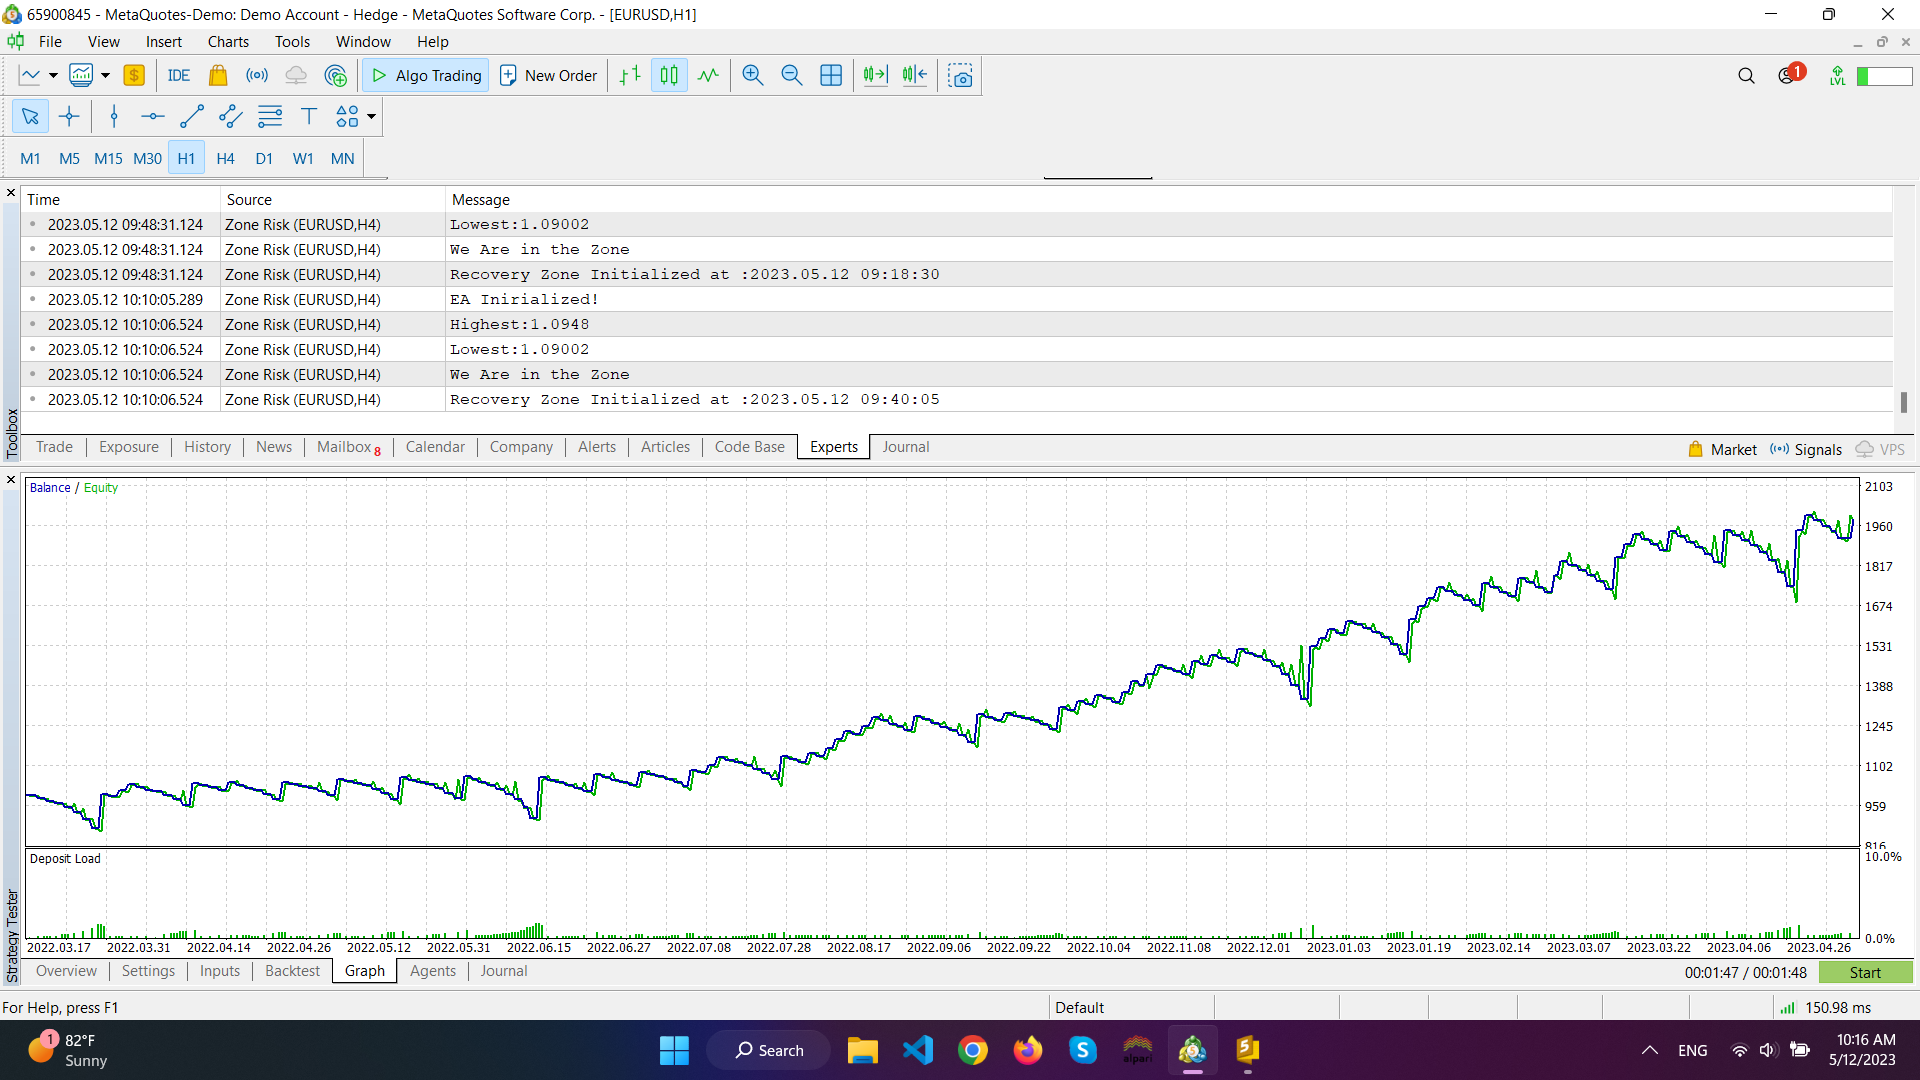 65900845 - MetaQuotes-Demo: Demo Account - Hedge - MetaQuotes Software Corp. - [EURUSD,H1]
File View Insert Charts Tools Window Help
$ IDE Algo Trading New Order 1 LVL
T
M1 M5 M15 M30 H1 H4 D1 W1 MN
Time Source Message
2023.05.12 09:48:31.124 Zone Risk (EURUSD,H4) Lowest:1.09002
2023.05.12 09:48:31.124 Zone Risk (EURUSD,H4) We Are in the Zone
2023.05.12 09:48:31.124 Zone Risk (EURUSD,H4) Recovery Zone Initialized at :2023.05.12 09:18:30
2023.05.12 10:10:05.289 Zone Risk (EURUSD,H4) EA Inirialized!
2023.05.12 10:10:06.524 Zone Risk (EURUSD,H4) Highest:1.0948
2023.05.12 10:10:06.524 Zone Risk (EURUSD,H4) Lowest:1.09002
2023.05.12 10:10:06.524 Zone Risk (EURUSD,H4) We Are in the Zone
2023.05.12 10:10:06.524 Zone Risk (EURUSD,H4) Recovery Zone Initialized at :2023.05.12 09:40:05
Toolbox
Trade Exposure History News Mailbox 8 Calendar Company Alerts Articles Code Base Experts Journal Market Signals VPS
Balance / Equity
2103
1960
1817
1674
1531
1388
1245
1102
959
816
Deposit Load
10.0%
0.0%
2022.03.17 2022.03.31 2022.04.14 2022.04.26 2022.05.12 2022.05.31 2022.06.15 2022.06.27 2022.07.08 2022.07.28 2022.08.17 2022.09.06 2022.09.22 2022.10.04 2022.11.08 2022.12.01 2023.01.03 2023.01.19 2023.02.14 2023.03.07 2023.03.22 2023.04.06 2023.04.26
Strategy Tester
Overview Settings Inputs Backtest Graph Agents Journal 00:01:47 / 00:01:48 Start
For Help, press F1 Default 150.98 ms
1 82°F
Sunny
Search
S
alpari
ENG
10:16 AM
5/12/2023